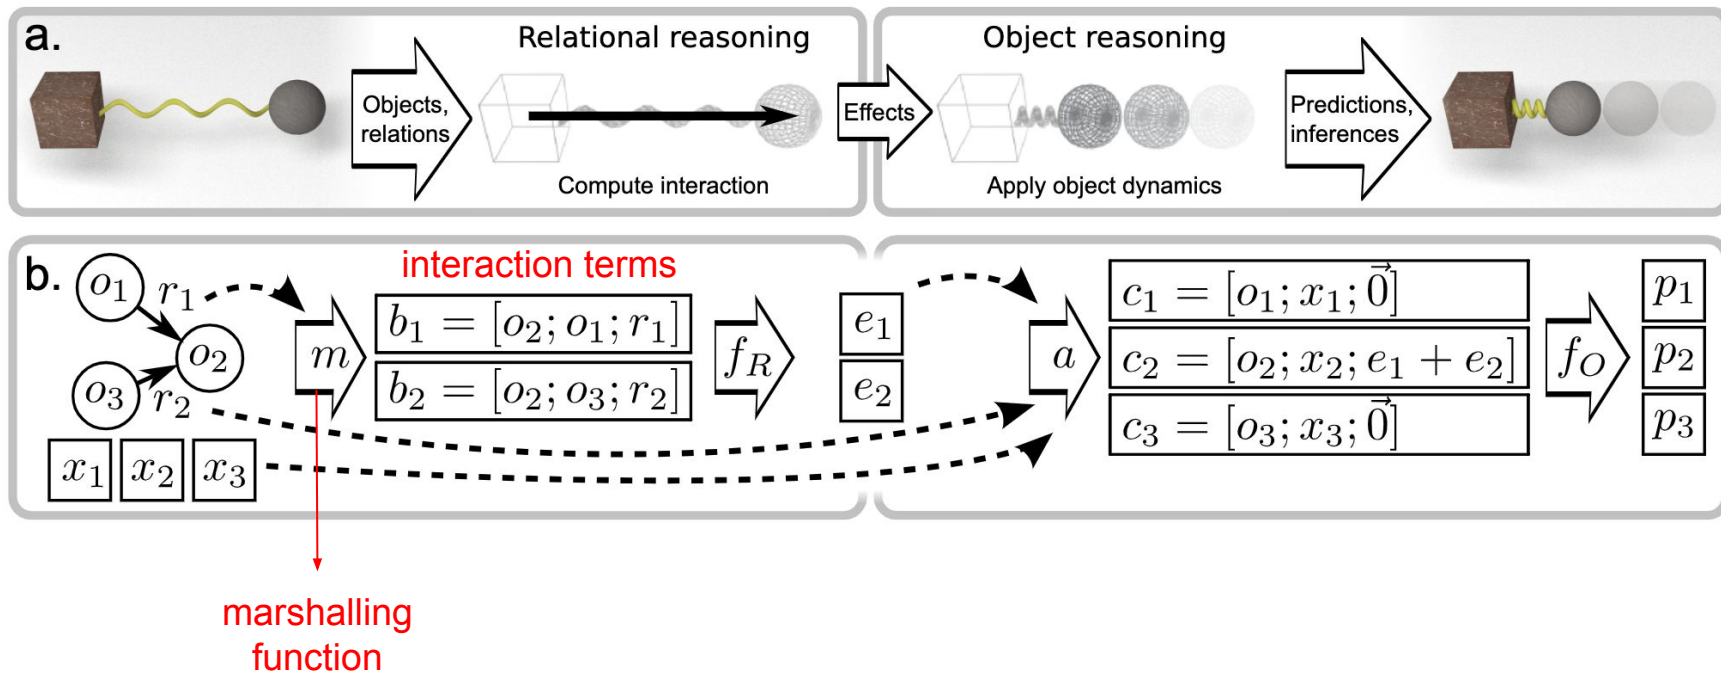 a.
Relational reasoning
Object reasoning
Objects,
relations
Effects
Predictions,
inferences
Compute interaction
Apply object dynamics
b.
interaction terms
o₁
r₁
o₂
o₃
r₂
x₁ x₂ x₃
m
b₁ = [o₂; o₁; r₁]
b₂ = [o₂; o₃; r₂]
f_R
e₁
e₂
a
c₁ = [o₁; x₁; 0⃗]
c₂ = [o₂; x₂; e₁ + e₂]
c₃ = [o₃; x₃; 0⃗]
f_O
p₁
p₂
p₃
marshalling
function